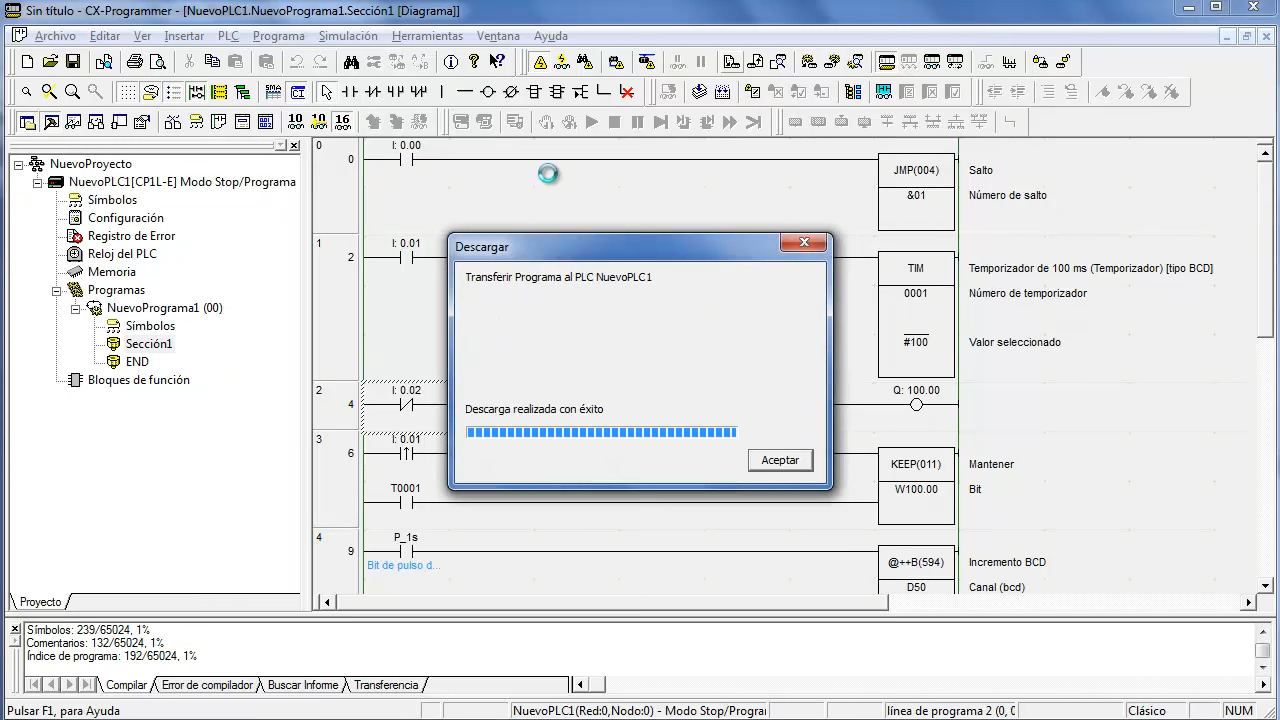 Sin título - CX-Programmer - [NuevoPLC1.NuevoPrograma1.Sección1 [Diagrama]]
Archivo Editar Ver Insertar PLC Programa Simulación Herramientas Ventana Ayuda
SMA
CXT
10 10 16
NuevoProyecto
NuevoPLC1[CP1L-E] Modo Stop/Programa
Símbolos
Configuración
Registro de Error
Reloj del PLC
Memoria
Programas
NuevoPrograma1 (00)
Símbolos
Sección1
END
Bloques de función
Proyecto
0
0
I: 0.00
JMP(004) Salto
&01 Número de salto
1
2
I: 0.01
TIM Temporizador de 100 ms (Temporizador) [tipo BCD]
0001 Número de temporizador
#100 Valor seleccionado
2
4
I: 0.02
Q: 100.00
3
6
I: 0.01
KEEP(011) Mantener
T0001
W100.00 Bit
4
9
P_1s
Bit de pulso d...
@++B(594) Incremento BCD
D50 Canal (bcd)
Descargar
Transferir Programa al PLC NuevoPLC1
Descarga realizada con éxito
Aceptar
Símbolos: 239/65024, 1%
Comentarios: 132/65024, 1%
Índice de programa: 192/65024, 1%
Compilar Error de compilador Buscar Informe Transferencia
Pulsar F1, para Ayuda
NuevoPLC1(Red:0,Nodo:0) - Modo Stop/Progra
línea de programa 2 (0, 0
Clásico
NUM